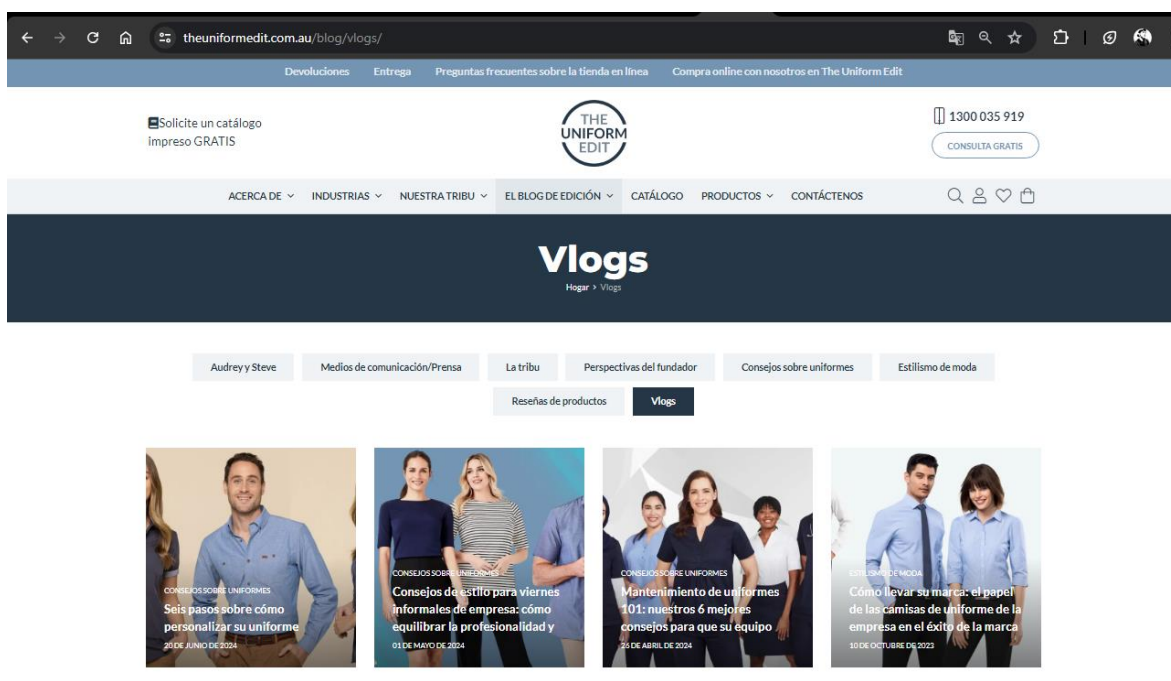 theuniformedit.com.au/blog/vlogs/
Devoluciones Entrega Preguntas frecuentes sobre la tienda en línea Compra online con nosotros en The Uniform Edit
Solicite un catálogo
impreso GRATIS
THE
UNIFORM
EDIT
1300 035 919
CONSULTA GRATIS
ACERCA DE INDUSTRIAS NUESTRA TRIBU EL BLOG DE EDICIÓN CATÁLOGO PRODUCTOS CONTÁCTENOS
Vlogs
Hogar > Vlogs
Audrey y Steve Medios de comunicación/Prensa La tribu Perspectivas del fundador Consejos sobre uniformes Estilismo de moda
Reseñas de productos Vlogs
CONSEJOS SOBRE UNIFORMES
Seis pasos sobre cómo
personalizar su uniforme
20 DE JUNIO DE 2024
CONSEJOS SOBRE UNIFORMES
Consejos de estilo para viernes
informales de empresa: cómo
equilibrar la profesionalidad y
01 DE MAYO DE 2024
CONSEJOS SOBRE UNIFORMES
Mantenimiento de uniformes
101: nuestros 6 mejores
consejos para que su equipo
26 DE ABRIL DE 2024
ESTILISMO DE MODA
Cómo llevar su marca: el papel
de las camisas de uniforme de la
empresa en el éxito de la marca
10 DE OCTUBRE DE 2023